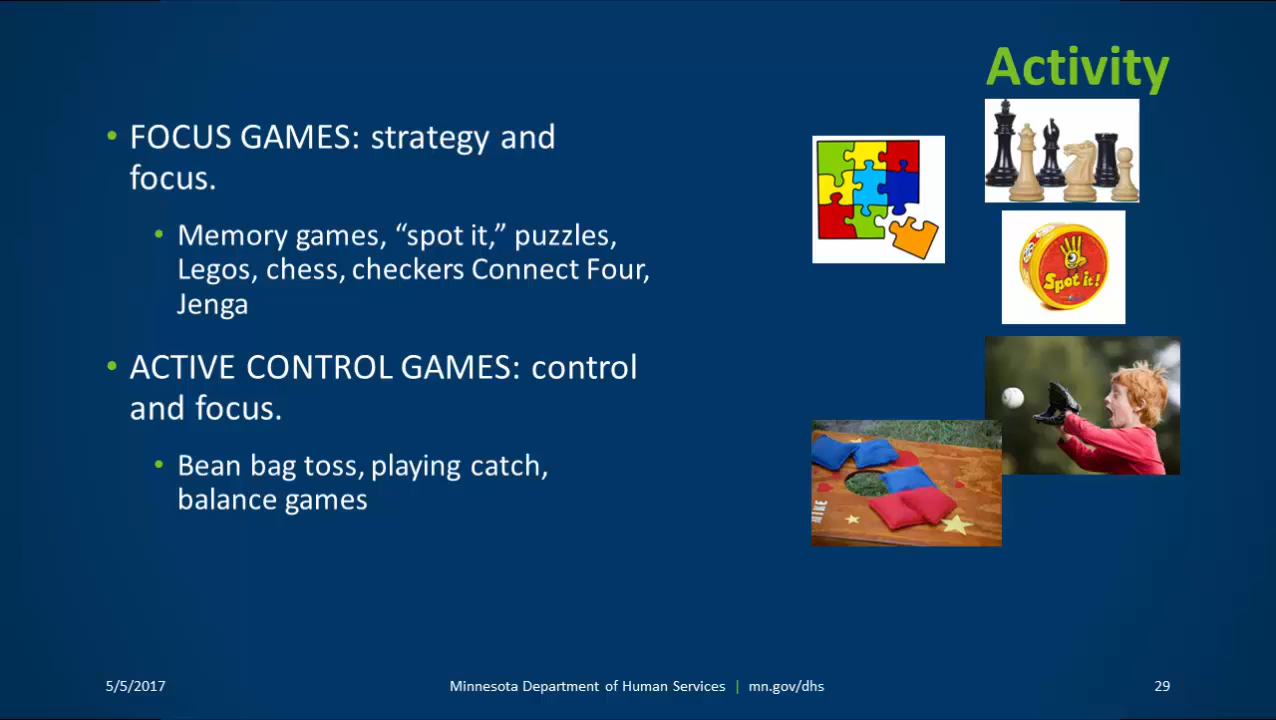 Activity
• FOCUS GAMES: strategy and
focus.
• Memory games, “spot it,” puzzles,
Legos, chess, checkers Connect Four,
Jenga
• ACTIVE CONTROL GAMES: control
and focus.
• Bean bag toss, playing catch,
balance games
Spot it!
5/5/2017
Minnesota Department of Human Services | mn.gov/dhs
29